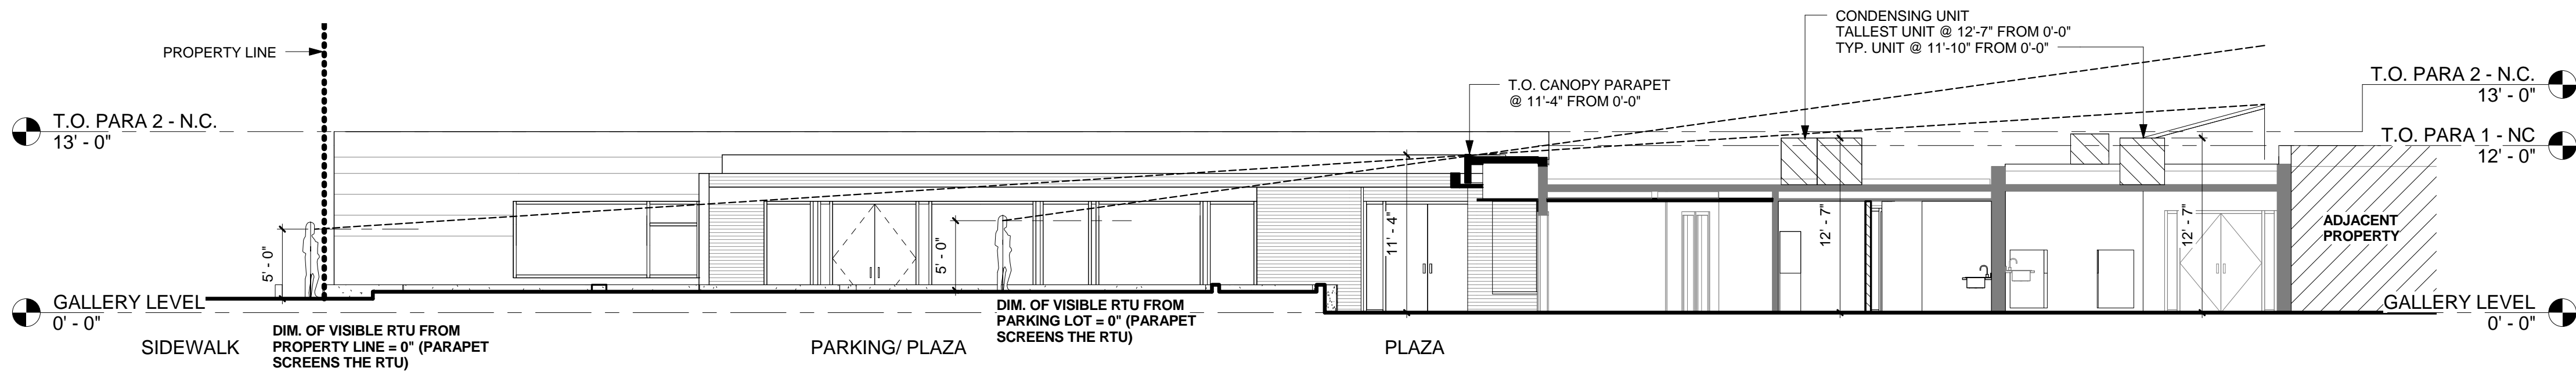 PROPERTY LINE
CONDENSING UNIT
TALLEST UNIT @ 12'-7" FROM 0'-0"
TYP. UNIT @ 11'-10" FROM 0'-0"
T.O. CANOPY PARAPET
@ 11'-4" FROM 0'-0"
T.O. PARA 2 - N.C.
13' - 0"
T.O. PARA 2 - N.C.
13' - 0"
T.O. PARA 1 - NC
12' - 0"
5' - 0"
5' - 0"
11' - 4"
12' - 7"
12' - 7"
ADJACENT
PROPERTY
GALLERY LEVEL
0' - 0"
GALLERY LEVEL
0' - 0"
DIM. OF VISIBLE RTU FROM
PROPERTY LINE = 0" (PARAPET
SCREENS THE RTU)
DIM. OF VISIBLE RTU FROM
PARKING LOT = 0" (PARAPET
SCREENS THE RTU)
SIDEWALK
PARKING/ PLAZA
PLAZA